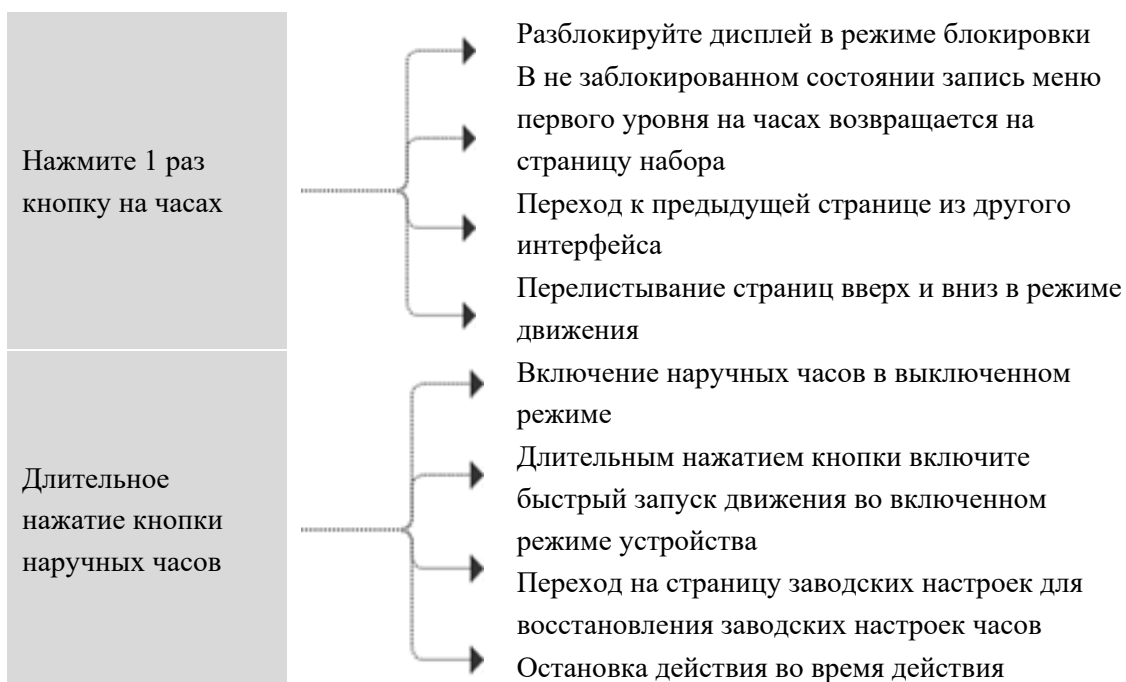 Нажмите 1 раз
кнопку на часах
Разблокируйте дисплей в режиме блокировки
В не заблокированном состоянии запись меню
первого уровня на часах возвращается на
страницу набора
Переход к предыдущей странице из другого
интерфейса
Перелистывание страниц вверх и вниз в режиме
движения
Длительное
нажатие кнопки
наручных часов
Включение наручных часов в выключенном
режиме
Длительным нажатием кнопки включите
быстрый запуск движения во включенном
режиме устройства
Переход на страницу заводских настроек для
восстановления заводских настроек часов
Остановка действия во время действия